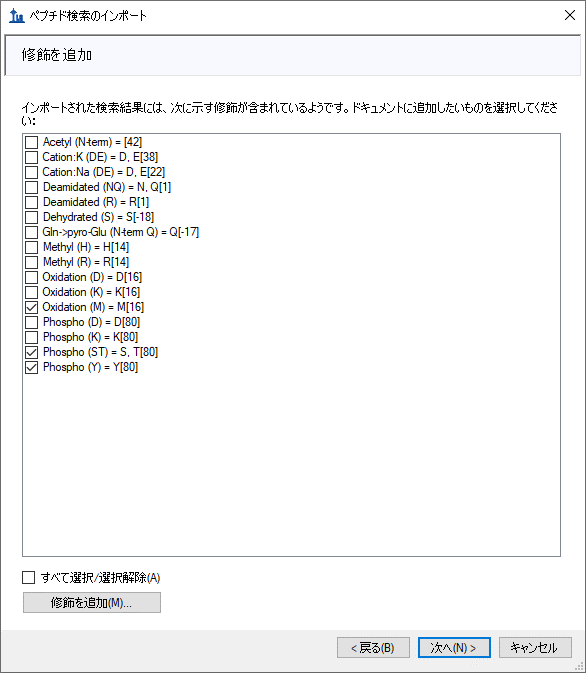 ペプチド検索のインポート
修飾を追加
インポートされた検索結果には、次に示す修飾が含まれているようです。ドキュメントに追加したいものを選択してくださ
い:
Acetyl (N-term) = [42]
Cation:K (DE) = D, E[38]
Cation:Na (DE) = D, E[22]
Deamidated (NQ) = N, Q[1]
Deamidated (R) = R[1]
Dehydrated (S) = S[-18]
Gln->pyro-Glu (N-term Q) = Q[-17]
Methyl (H) = H[14]
Methyl (R) = R[14]
Oxidation (D) = D[16]
Oxidation (K) = K[16]
Oxidation (M) = M[16]
Phospho (D) = D[80]
Phospho (K) = K[80]
Phospho (ST) = S, T[80]
Phospho (Y) = Y[80]
すべて選択/選択解除(A)
修飾を追加(M)...
< 戻る(B)
次へ(N) >
キャンセル